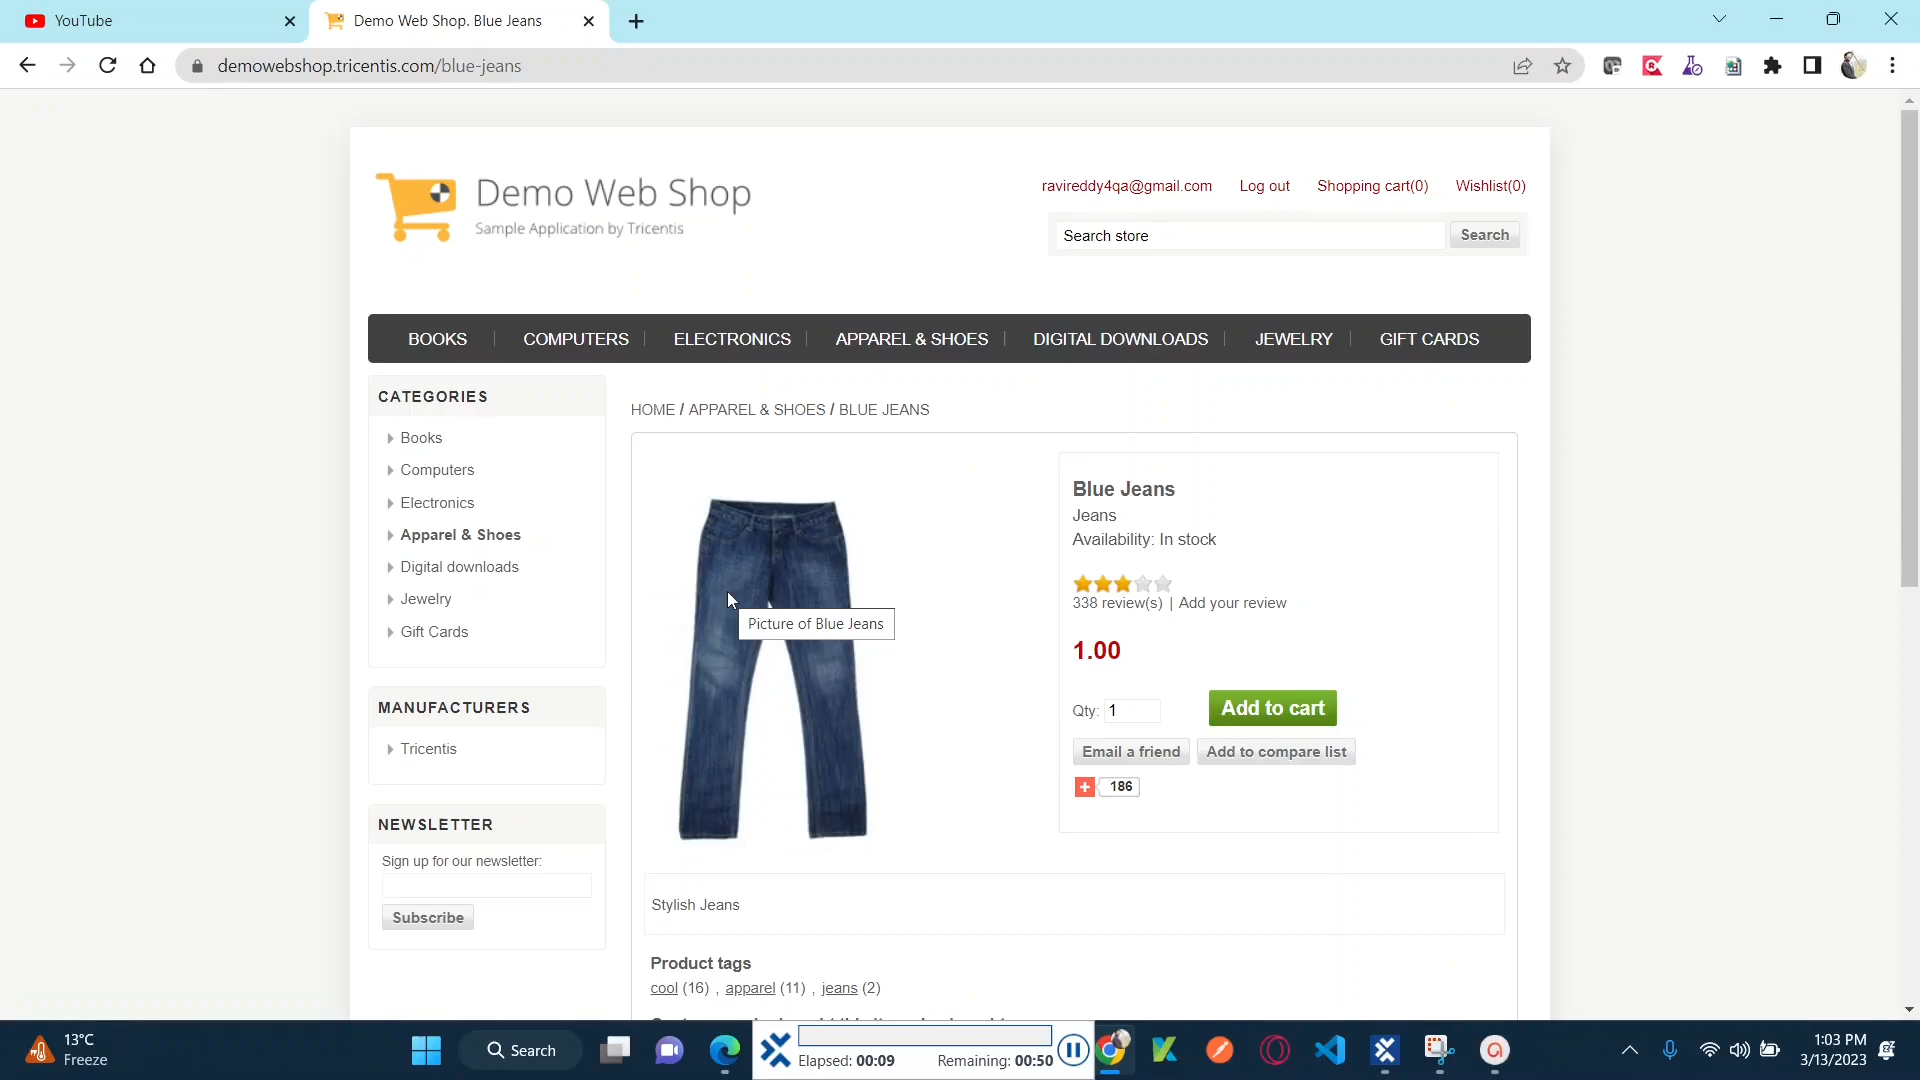 YouTube
Demo Web Shop. Blue Jeans
demowebshop.tricentis.com/blue-jeans
Demo Web Shop
Sample Application by Tricentis
ravireddy4qa@gmail.com Log out Shopping cart(0) Wishlist(0)
Search store Search
BOOKS COMPUTERS ELECTRONICS APPAREL & SHOES DIGITAL DOWNLOADS JEWELRY GIFT CARDS
CATEGORIES
Books
Computers
Electronics
Apparel & Shoes
Digital downloads
Jewelry
Gift Cards
MANUFACTURERS
Tricentis
NEWSLETTER
Sign up for our newsletter:
Subscribe
HOME / APPAREL & SHOES / BLUE JEANS
Picture of Blue Jeans
Blue Jeans
Jeans
Availability: In stock
338 review(s) | Add your review
1.00
Qty: 1 Add to cart
Email a friend Add to compare list
186
Stylish Jeans
Product tags
cool (16) , apparel (11) , jeans (2)
13°C
Freeze
Search
Elapsed: 00:09 Remaining: 00:50
1:03 PM
3/13/2023